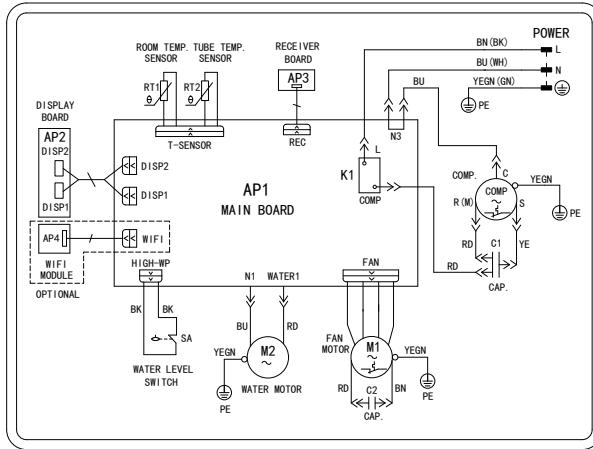 POWER
ROOM TEMP. TUBE TEMP.
SENSOR SENSOR
RECEIVER
BOARD
BN(BK)
L
BU(WH)
N
BU
YEGN(GN)
PE
RT1
θ
RT2
θ
AP3
DISPLAY
BOARD
AP2
DISP2
DISP1
T-SENSOR
REC
N3
DISP2
DISP1
AP1
MAIN BOARD
K1
L
COMP
COMP.
C
COMP
~
YEGN
R(M)
S
PE
AP4
WIFI
MODULE
OPTIONAL
WIFI
RD
C1
YE
RD
CAP.
HIGH-WP
N1 WATER1
FAN
BK
BK
SA
WATER LEVEL
SWITCH
BU
RD
YEGN
M2
~
WATER MOTOR
PE
FAN
MOTOR
M1
~
YEGN
RD
C2
BN
CAP.
PE